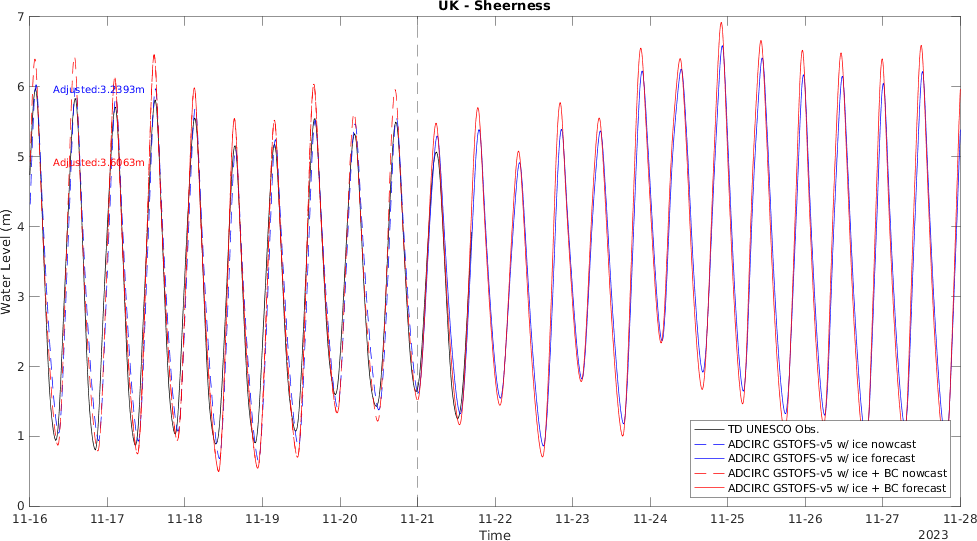 UK - Sheerness
7
6
5
4
3
2
1
0
Water Level (m)
Adjusted:3.2393m
Adjusted:3.6063m
TD UNESCO Obs.
ADCIRC GSTOFS-v5 w/ ice nowcast
ADCIRC GSTOFS-v5 w/ ice forecast
ADCIRC GSTOFS-v5 w/ ice + BC nowcast
ADCIRC GSTOFS-v5 w/ ice + BC forecast
11-16 11-17 11-18 11-19 11-20 11-21 11-22 11-23 11-24 11-25 11-26 11-27 11-28
Time
2023